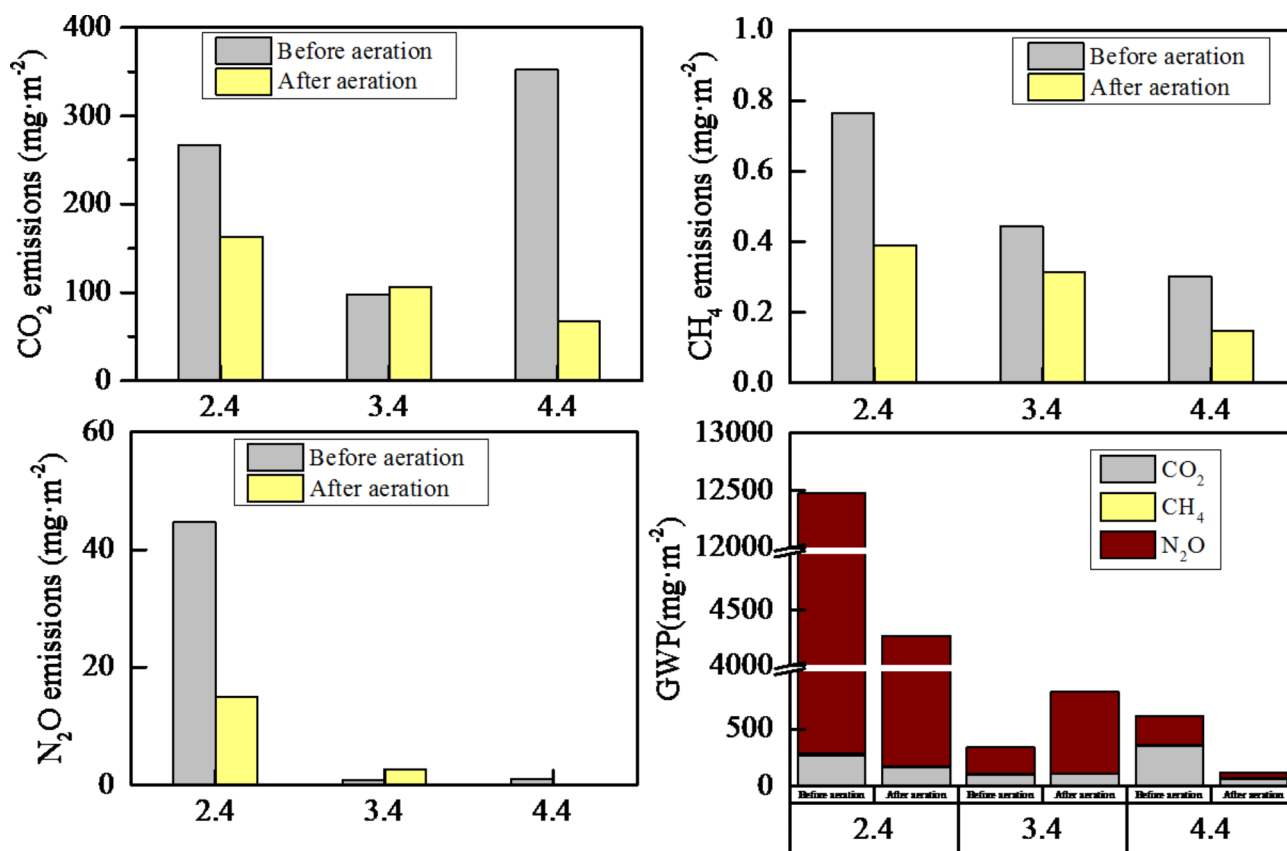 400
300
200
100
0
CO₂ emissions (mg·m⁻²)
Before aeration
After aeration
2.4 3.4 4.4
1.0
0.8
0.6
0.4
0.2
0.0
CH₄ emissions (mg·m⁻²)
Before aeration
After aeration
2.4 3.4 4.4
60
40
20
0
N₂O emissions (mg·m⁻²)
Before aeration
After aeration
2.4 3.4 4.4
13000
12500
12000
4500
4000
500
0
GWP(mg·m⁻²)
CO₂
CH₄
N₂O
Before aeration After aeration Before aeration After aeration Before aeration After aeration
2.4 3.4 4.4